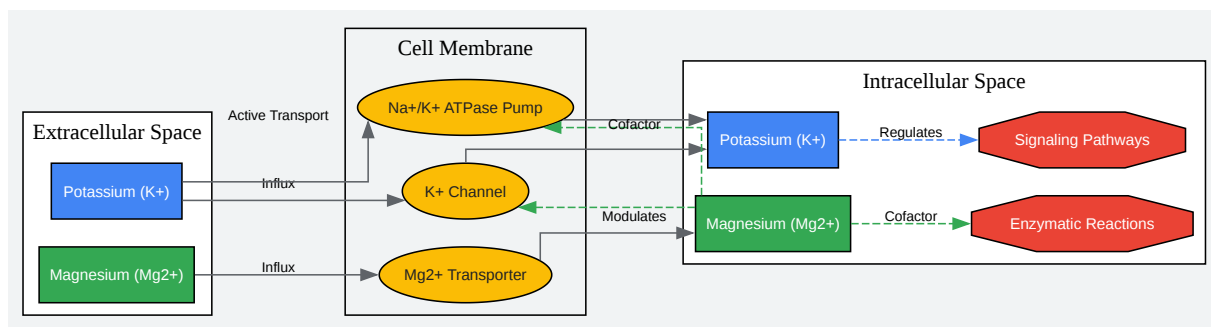 Cell Membrane
Intracellular Space
Extracellular Space
Active Transport
Na+/K+ ATPase Pump
Cofactor
Potassium (K+)
Regulates
Signaling Pathways
Potassium (K+)
Influx
K+ Channel
Modulates
Magnesium (Mg2+)
Cofactor
Enzymatic Reactions
Magnesium (Mg2+)
Influx
Mg2+ Transporter